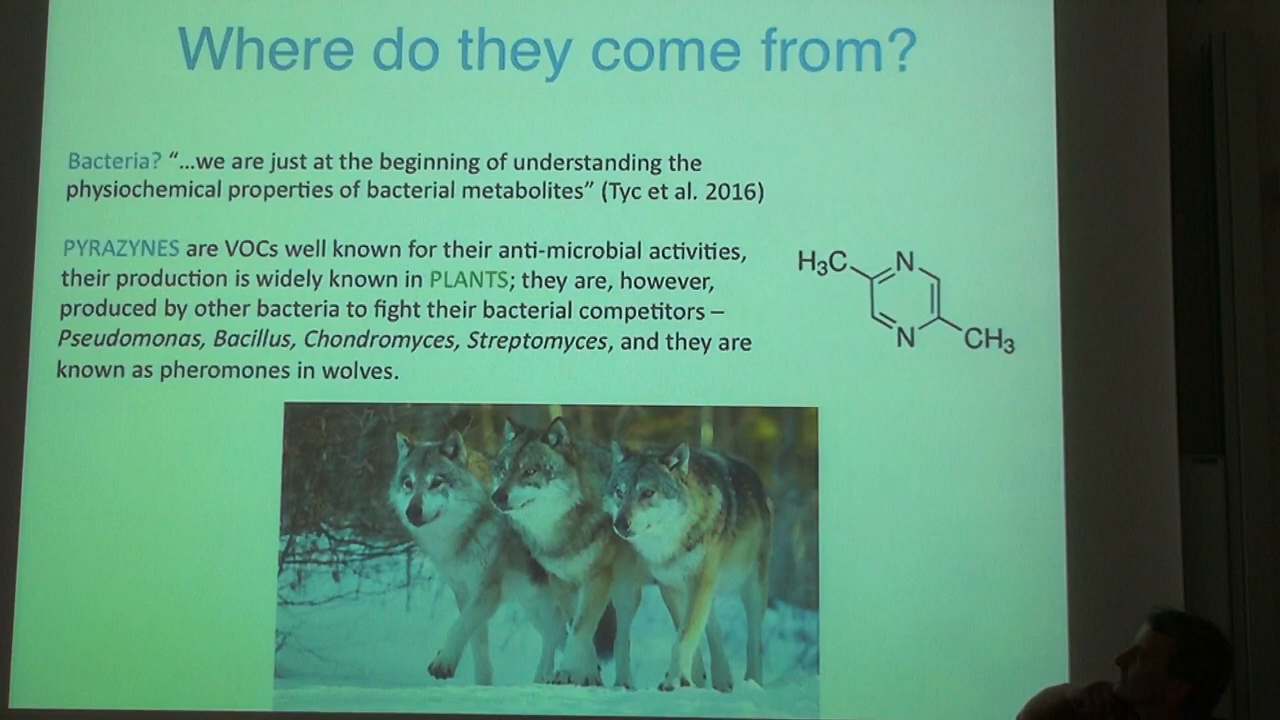 Where do they come from?
Bacteria? “...we are just at the beginning of understanding the
physiochemical properties of bacterial metabolites” (Tyc et al. 2016)
PYRAZYNES are VOCs well known for their anti-microbial activities,
their production is widely known in PLANTS; they are, however,
produced by other bacteria to fight their bacterial competitors –
Pseudomonas, Bacillus, Chondromyces, Streptomyces, and they are
known as pheromones in wolves.
H₃C
N
N
CH₃